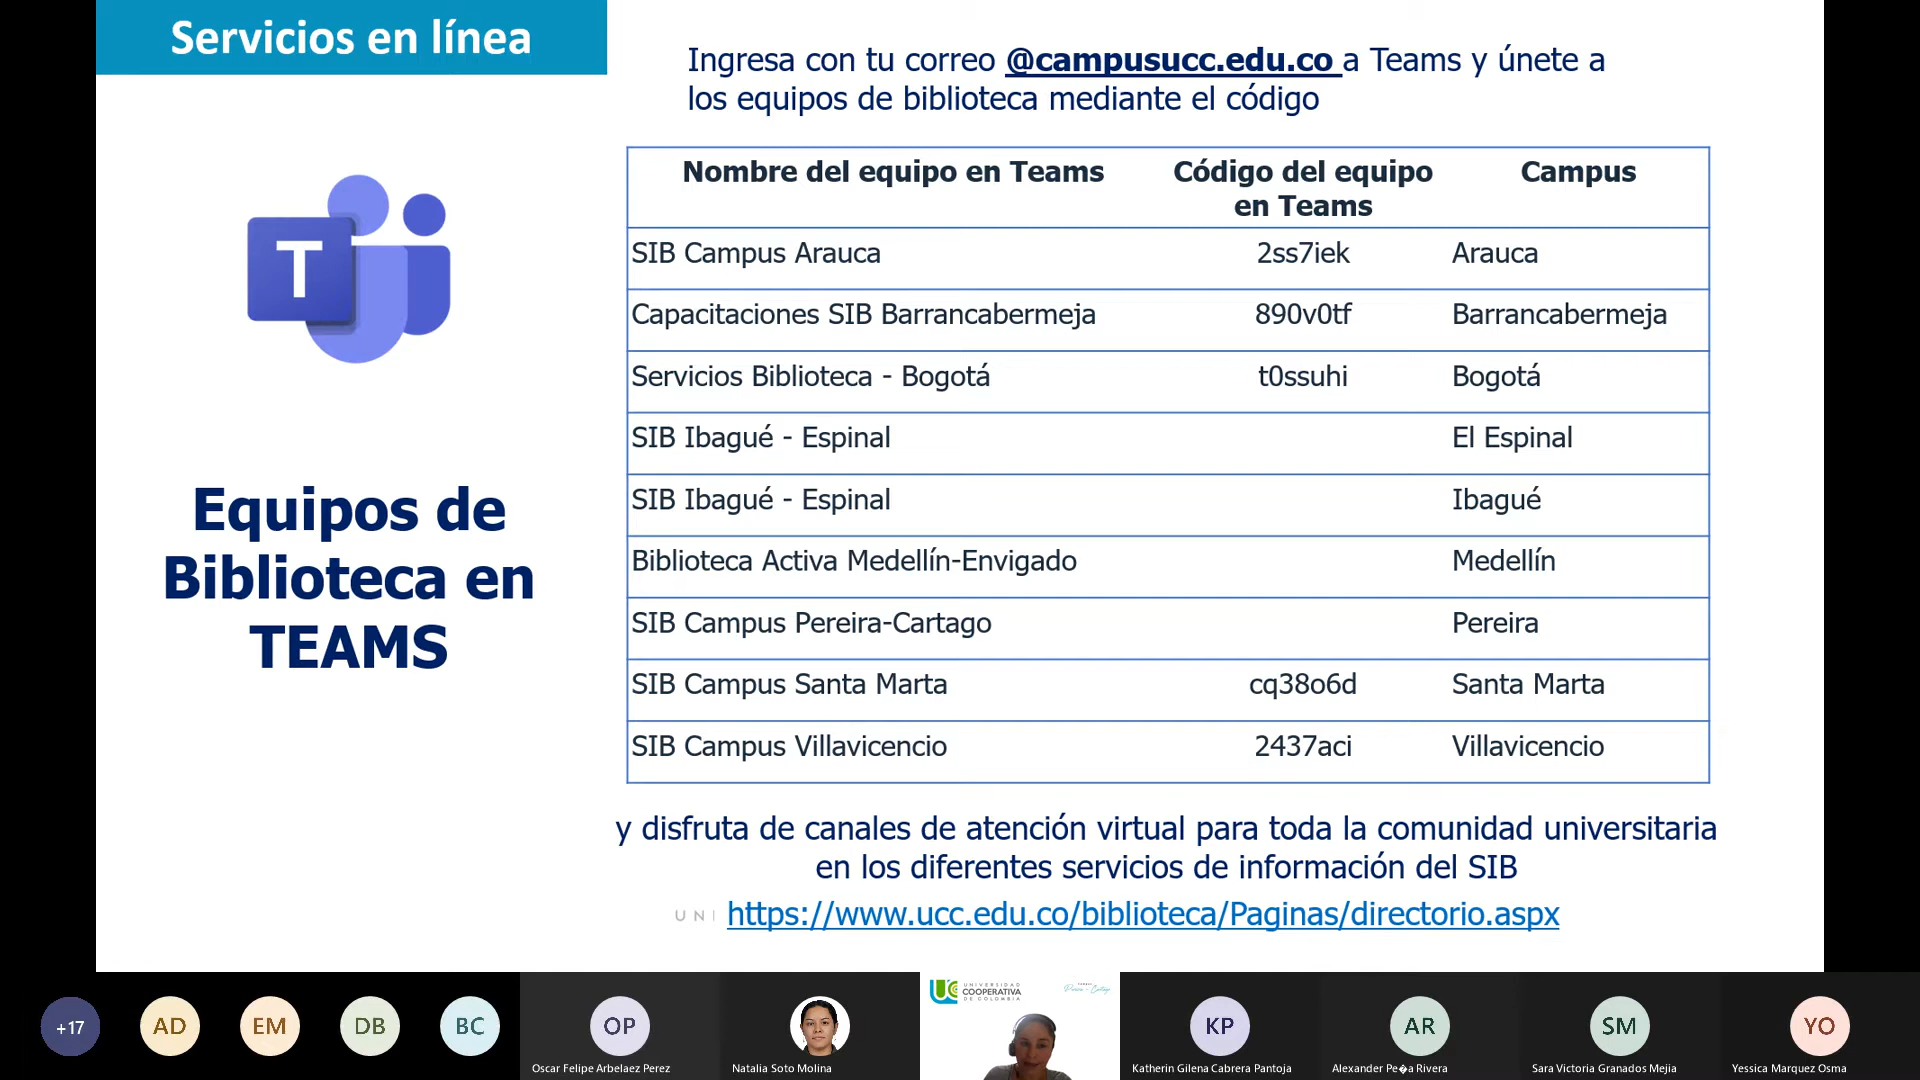 Servicios en línea
Ingresa con tu correo @campusucc.edu.co a Teams y únete a
los equipos de biblioteca mediante el código
T
Equipos de
Biblioteca en
TEAMS
Nombre del equipo en Teams Código del equipo en Teams Campus
SIB Campus Arauca 2ss7iek Arauca
Capacitaciones SIB Barrancabermeja 890v0tf Barrancabermeja
Servicios Biblioteca - Bogotá t0ssuhi Bogotá
SIB Ibagué - Espinal El Espinal
SIB Ibagué - Espinal Ibagué
Biblioteca Activa Medellín-Envigado Medellín
SIB Campus Pereira-Cartago Pereira
SIB Campus Santa Marta cq38o6d Santa Marta
SIB Campus Villavicencio 2437aci Villavicencio
y disfruta de canales de atención virtual para toda la comunidad universitaria
en los diferentes servicios de información del SIB
UNI https://www.ucc.edu.co/biblioteca/Paginas/directorio.aspx
+17 AD EM DB BC OP KP AR SM YO
UNIVERSIDAD
COOPERATIVA
DE COLOMBIA
Oscar Felipe Arbelaez Perez Natalia Soto Molina Katherin Gilena Cabrera Pantoja Alexander Pe�a Rivera Sara Victoria Granados Mejia Yessica Marquez Osma